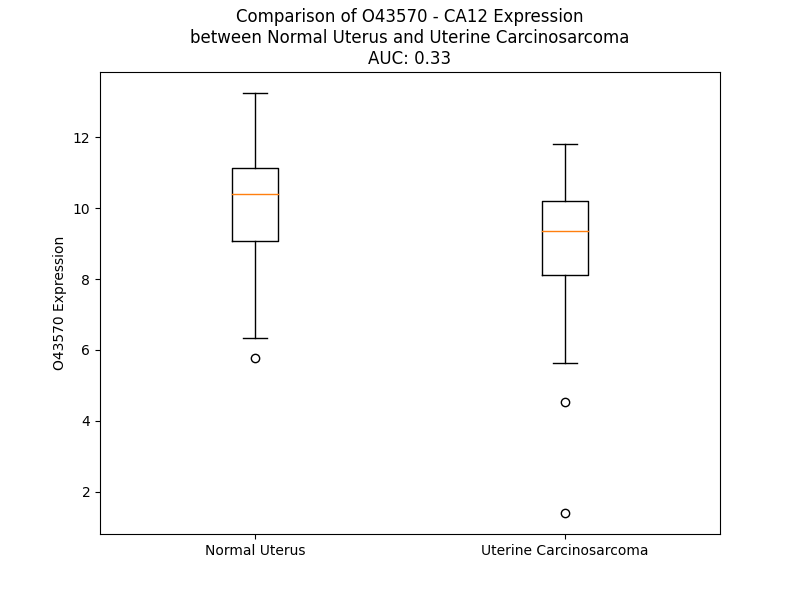 Comparison of O43570 - CA12 Expression
between Normal Uterus and Uterine Carcinosarcoma
AUC: 0.33
12
10
8
6
4
2
O43570 Expression
Normal Uterus
Uterine Carcinosarcoma